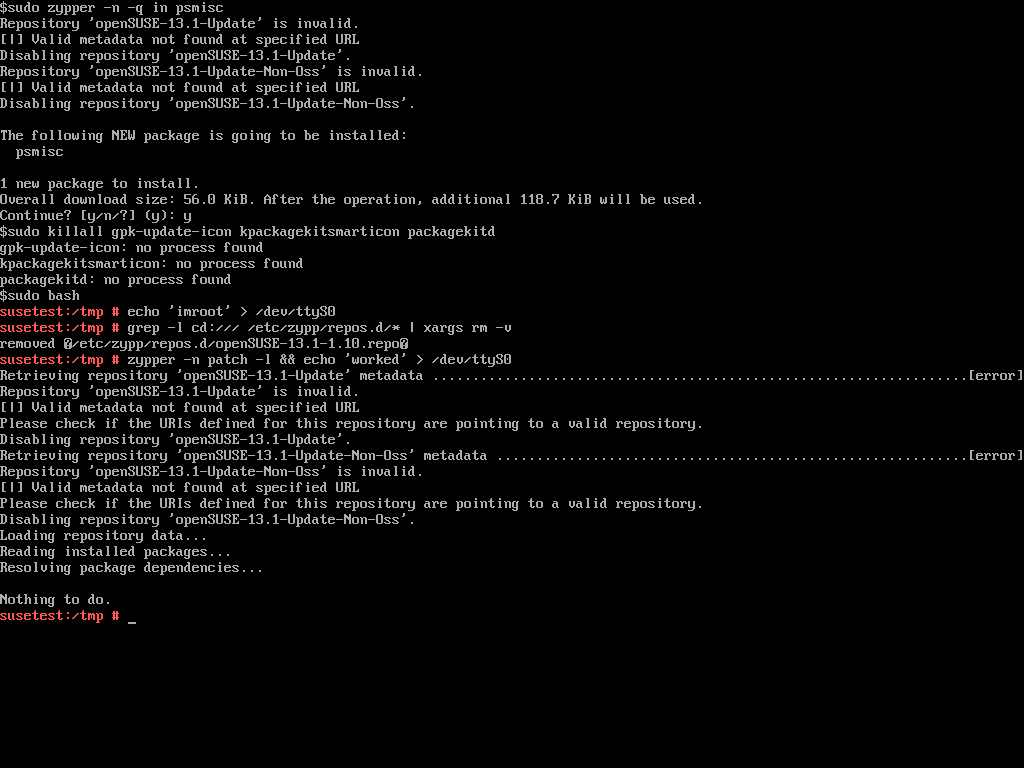 $sudo zypper -n -q in psmisc
Repository 'openSUSE-13.1-Update' is invalid.
[|] Valid metadata not found at specified URL
Disabling repository 'openSUSE-13.1-Update'.
Repository 'openSUSE-13.1-Update-Non-Oss' is invalid.
[|] Valid metadata not found at specified URL
Disabling repository 'openSUSE-13.1-Update-Non-Oss'.

The following NEW package is going to be installed:
  psmisc

1 new package to install.
Overall download size: 56.0 KiB. After the operation, additional 118.7 KiB will be used.
Continue? [y/n/?] (y): y
$sudo killall gpk-update-icon kpackagekitsmarticon packagekitd
gpk-update-icon: no process found
kpackagekitsmarticon: no process found
packagekitd: no process found
$sudo bash
susetest:/tmp # echo 'imroot' > /dev/ttyS0
susetest:/tmp # grep -l cd:/// /etc/zypp/repos.d/* | xargs rm -v
removed �/etc/zypp/repos.d/openSUSE-13.1-1.10.repo�
susetest:/tmp # zypper -n patch -l && echo 'worked' > /dev/ttyS0
Retrieving repository 'openSUSE-13.1-Update' metadata ...................................................................[error]
Repository 'openSUSE-13.1-Update' is invalid.
[|] Valid metadata not found at specified URL
Please check if the URIs defined for this repository are pointing to a valid repository.
Disabling repository 'openSUSE-13.1-Update'.
Retrieving repository 'openSUSE-13.1-Update-Non-Oss' metadata ...........................................................[error]
Repository 'openSUSE-13.1-Update-Non-Oss' is invalid.
[|] Valid metadata not found at specified URL
Please check if the URIs defined for this repository are pointing to a valid repository.
Disabling repository 'openSUSE-13.1-Update-Non-Oss'.
Loading repository data...
Reading installed packages...
Resolving package dependencies...

Nothing to do.
susetest:/tmp # _